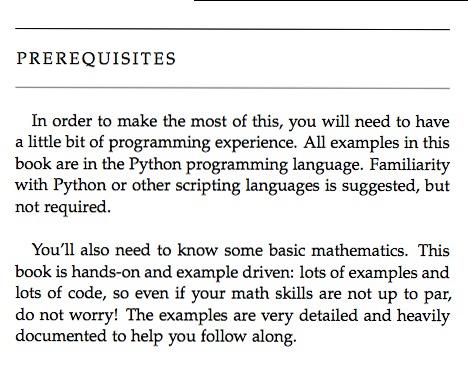 PREREQUISITES
In order to make the most of this, you will need to have
a little bit of programming experience. All examples in this
book are in the Python programming language. Familiarity
with Python or other scripting languages is suggested, but
not required.
You'll also need to know some basic mathematics. This
book is hands-on and example driven: lots of examples and
lots of code, so even if your math skills are not up to par,
do not worry! The examples are very detailed and heavily
documented to help you follow along.